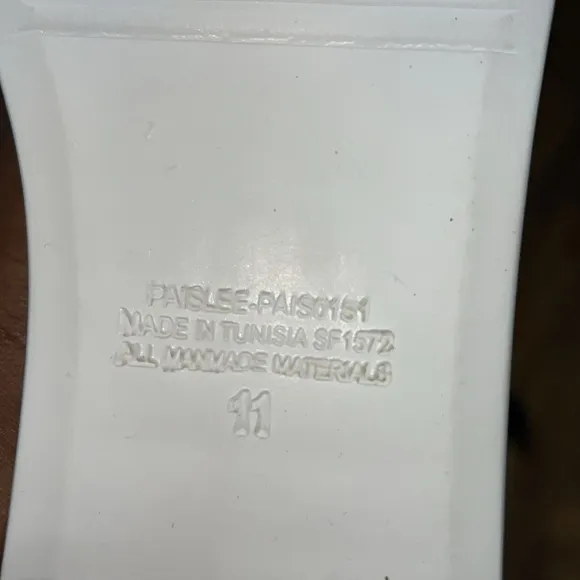 PAISLEE-PAIS0151
MADE IN TUNISIA SF1572
ALL MANMADE MATERIALS
11